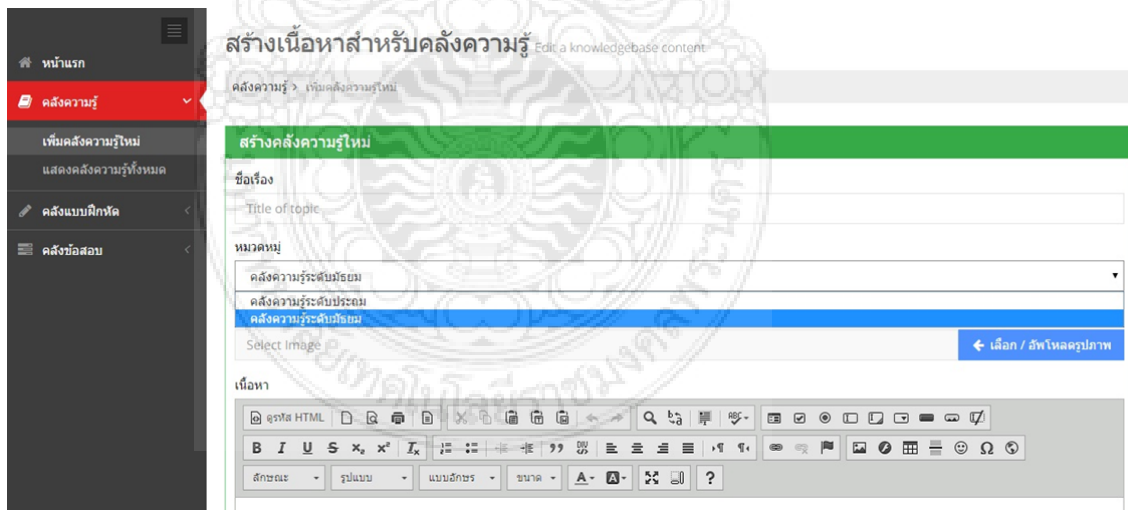 หน้าแรก
คลังความรู้
เพิ่มคลังความรู้ใหม่
แสดงคลังความรู้ทั้งหมด
คลังแบบฝึกหัด
คลังข้อสอบ
สร้างเนื้อหาสำหรับคลังความรู้ Edit a knowledgebase content
คลังความรู้ > เพิ่มคลังความรู้ใหม่
สร้างคลังความรู้ใหม่
ชื่อเรื่อง
Title of topic
หมวดหมู่
คลังความรู้ระดับมัธยม
คลังความรู้ระดับประถม
คลังความรู้ระดับมัธยม
Select Image
เลือก / อัพโหลดรูปภาพ
เนื้อหา
ดูรหัส HTML
B I U S x₂ x² Iₓ
ลักษณะ รูปแบบ แบบอักษร ขนาด A A ?